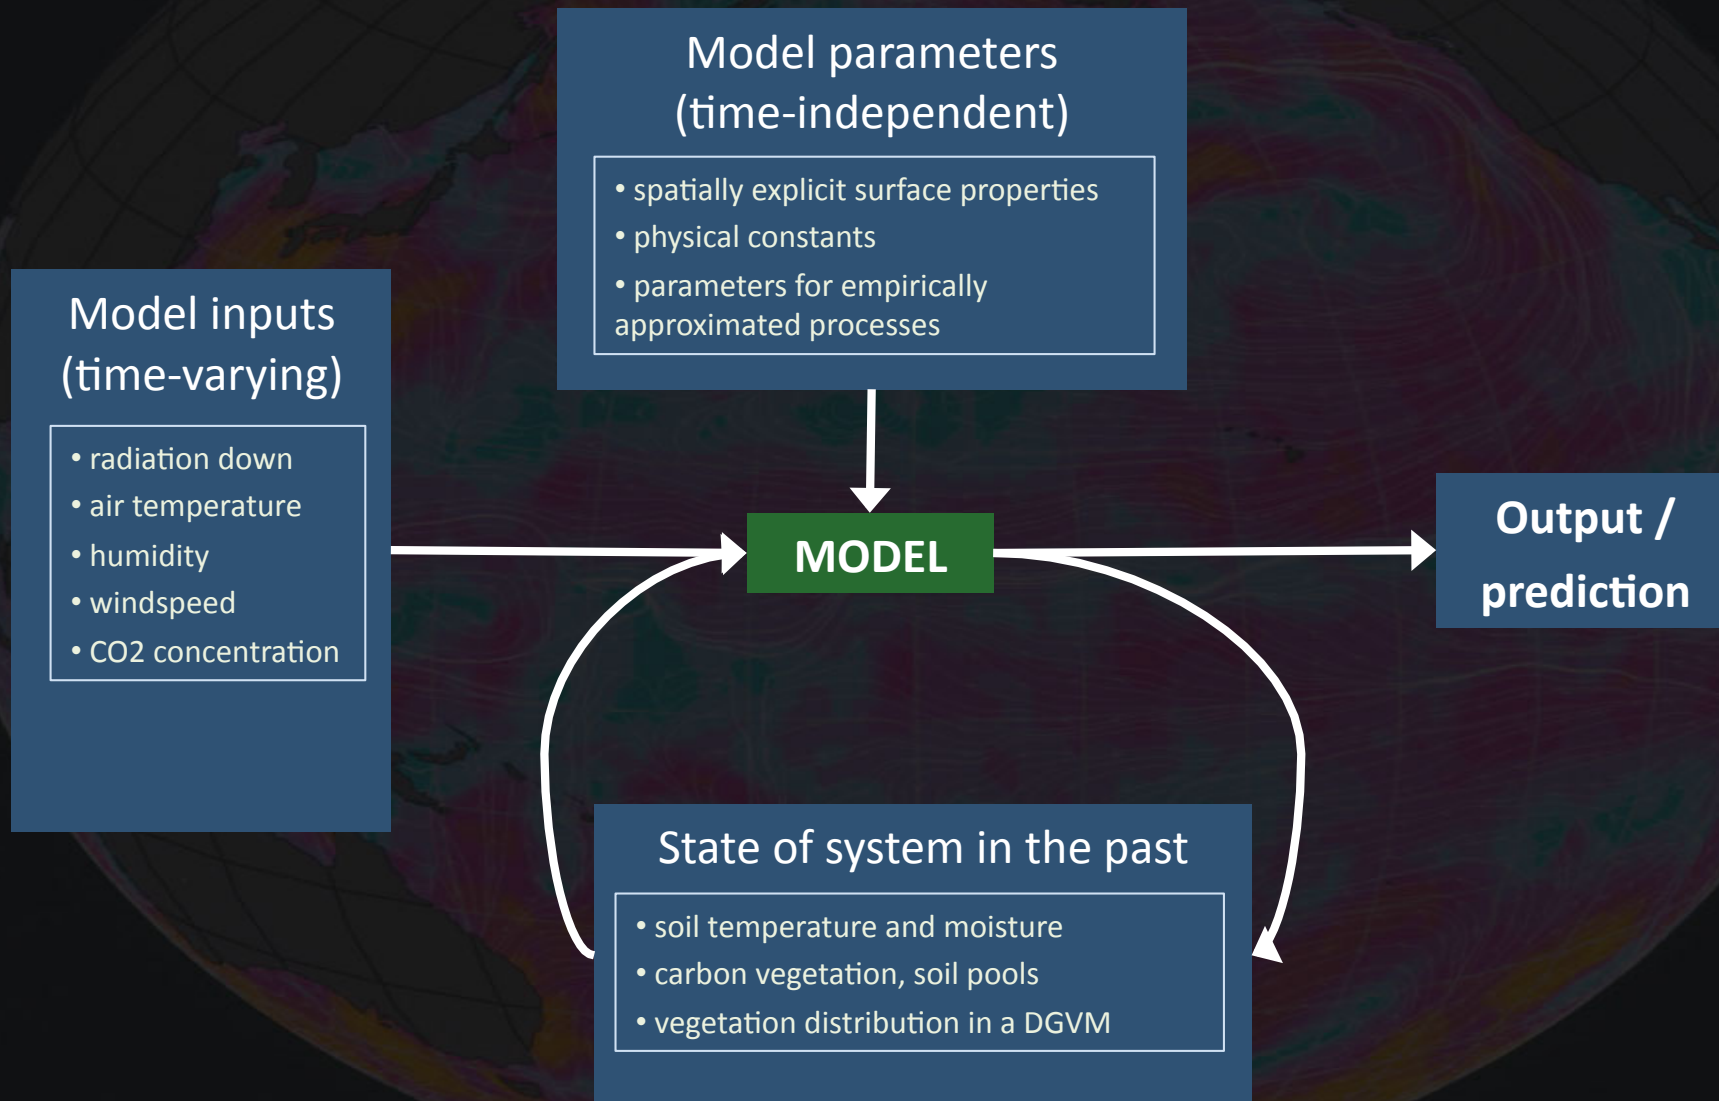 Model parameters
(time-independent)
• spatially explicit surface properties
• physical constants
• parameters for empirically
approximated processes
Model inputs
(time-varying)
• radiation down
• air temperature
• humidity
• windspeed
• CO2 concentration
MODEL
Output /
prediction
State of system in the past
• soil temperature and moisture
• carbon vegetation, soil pools
• vegetation distribution in a DGVM